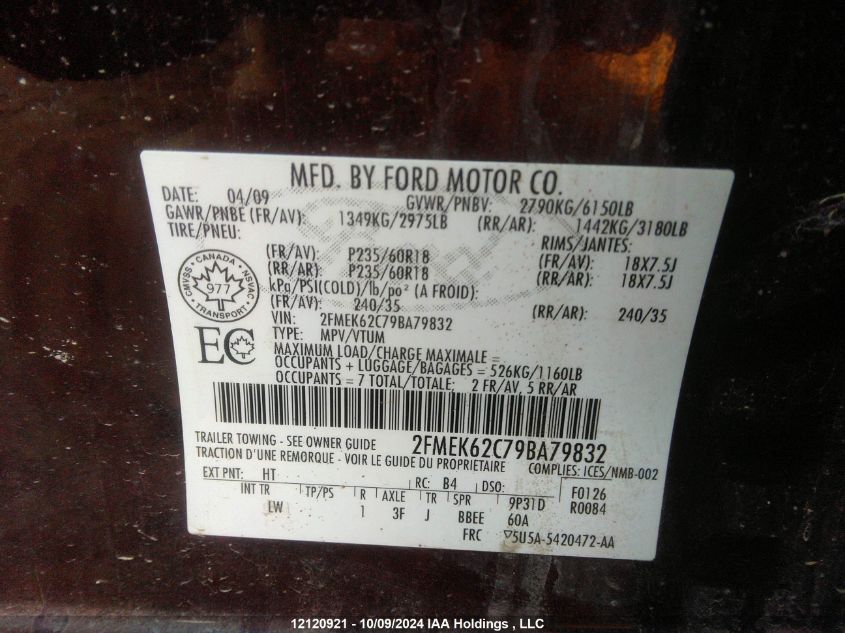 MFD. BY FORD MOTOR CO.
DATE: 04/09 GVWR/PNBV: 2790KG/6150LB
GAWR/PNBE (FR/AV): 1349KG/2975LB (RR/AR): 1442KG/3180LB
TIRE/PNEU: RIMS/JANTES:
(FR/AV): P235/60R18 (FR/AV): 18X7.5J
(RR/AR): P235/60R18 (RR/AR): 18X7.5J
kPa/PSI(COLD)/lb/po² (A FROID):
(FR/AV): 240/35 (RR/AR): 240/35
CANADA
CMVSS NSVAC
977
TRANSPORT
VIN: 2FMEK62C79BA79832
TYPE: MPV/VTUM
EC
MAXIMUM LOAD/CHARGE MAXIMALE =
OCCUPANTS + LUGGAGE/BAGAGES = 526KG/1160LB
OCCUPANTS = 7 TOTAL/TOTALE: 2 FR/AV, 5 RR/AR
TRAILER TOWING - SEE OWNER GUIDE 2FMEK62C79BA79832
TRACTION D'UNE REMORQUE - VOIR LE GUIDE DU PROPRIETAIRE COMPLIES: ICES/NMB-002
EXT PNT: HT RC: B4 DSO: F0126
INT TR TP/PS R AXLE TR SPR 9P31D R0084
LW 1 3F J BBEE 60A
FRC ▽5U5A-5420472-AA
12120921 - 10/09/2024 IAA Holdings , LLC